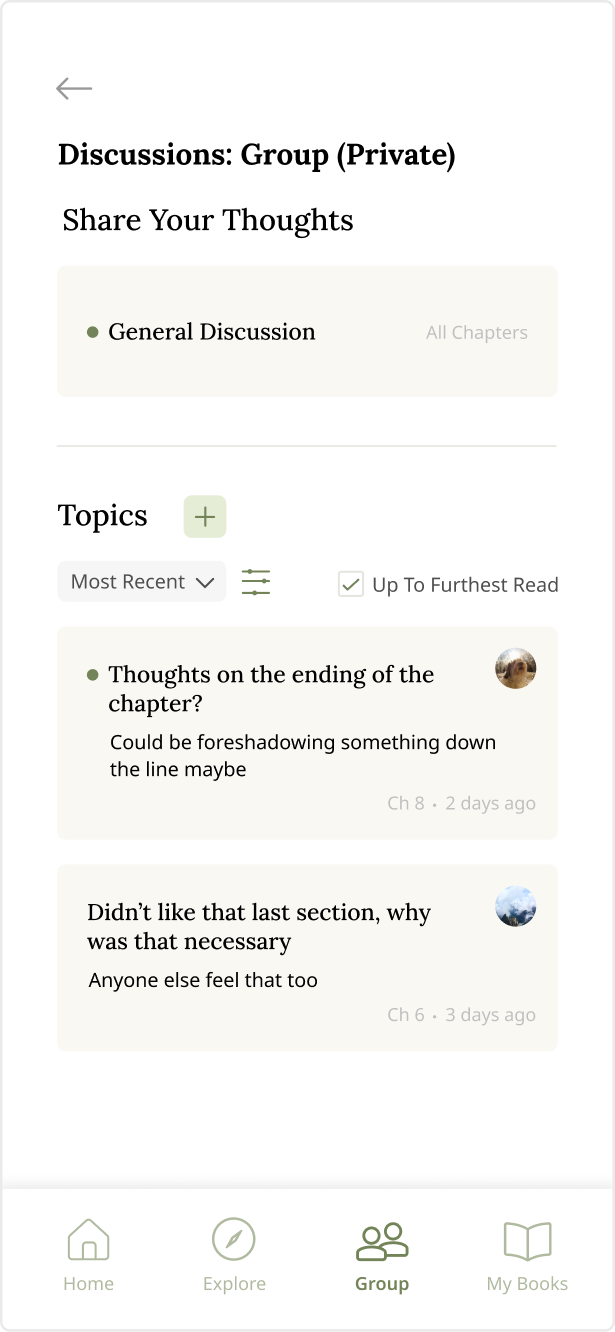 Discussions: Group (Private)
Share Your Thoughts
General Discussion
All Chapters
Topics
Most Recent
Up To Furthest Read
Thoughts on the ending of the
chapter?
Could be foreshadowing something down
the line maybe
Ch 8 • 2 days ago
Didn’t like that last section, why
was that necessary
Anyone else feel that too
Ch 6 • 3 days ago
Home
Explore
Group
My Books